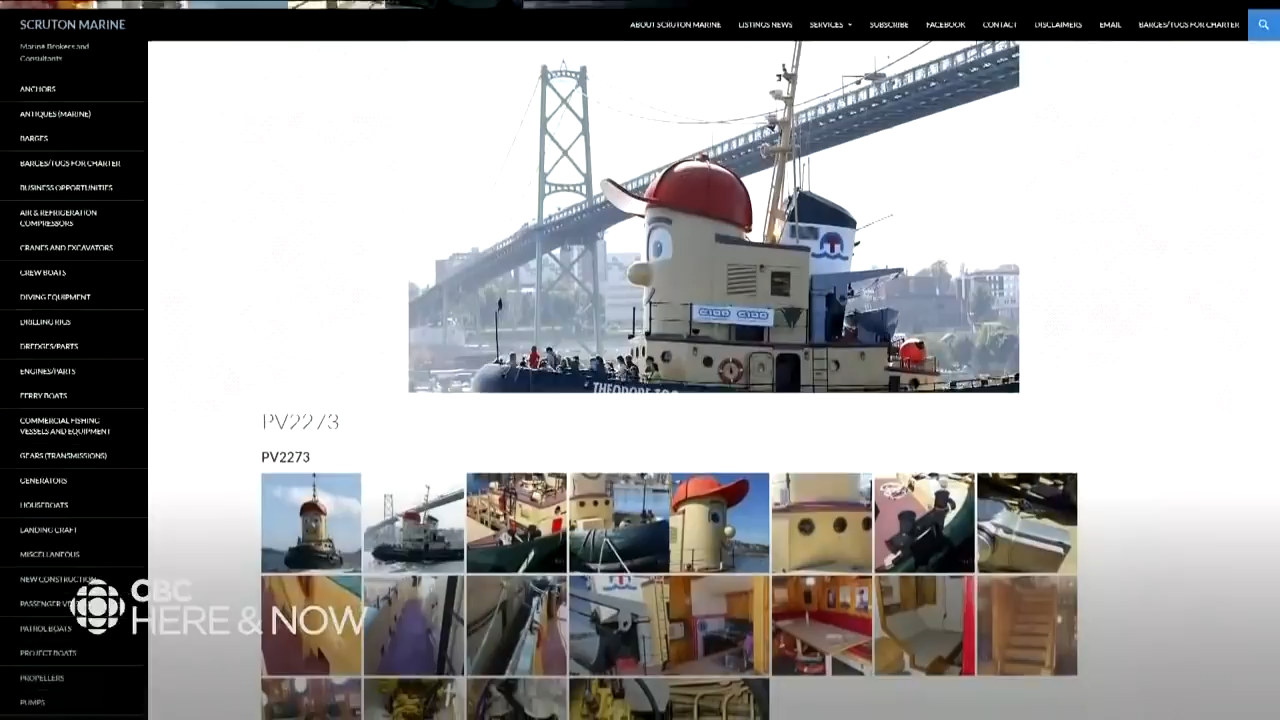 SCRUTON MARINE
Marine Brokers and
Consultants
ABOUT SCRUTON MARINE
LISTINGS NEWS
SERVICES
SUBSCRIBE
FACEBOOK
CONTACT
DISCLAIMERS
EMAIL
BARGES/TUGS FOR CHARTER
ANCHORS
ANTIQUES (MARINE)
BARGES
BARGES/TUGS FOR CHARTER
BUSINESS OPPORTUNITIES
AIR & REFRIGERATION
COMPRESSORS
CRANES AND EXCAVATORS
CREW BOATS
DIVING EQUIPMENT
DRILLING RIGS
DREDGES/PARTS
ENGINES/PARTS
FERRY BOATS
COMMERCIAL FISHING
VESSELS AND EQUIPMENT
GEARS (TRANSMISSIONS)
GENERATORS
HOUSEBOATS
LANDING CRAFT
MISCELLANEOUS
NEW CONSTRUCTION
PASSENGER
PATROL BOATS
PROJECT BOATS
PROPELLERS
PUMPS
THEODORE TOO
PV2273
PV2273
CBC
HERE & NOW